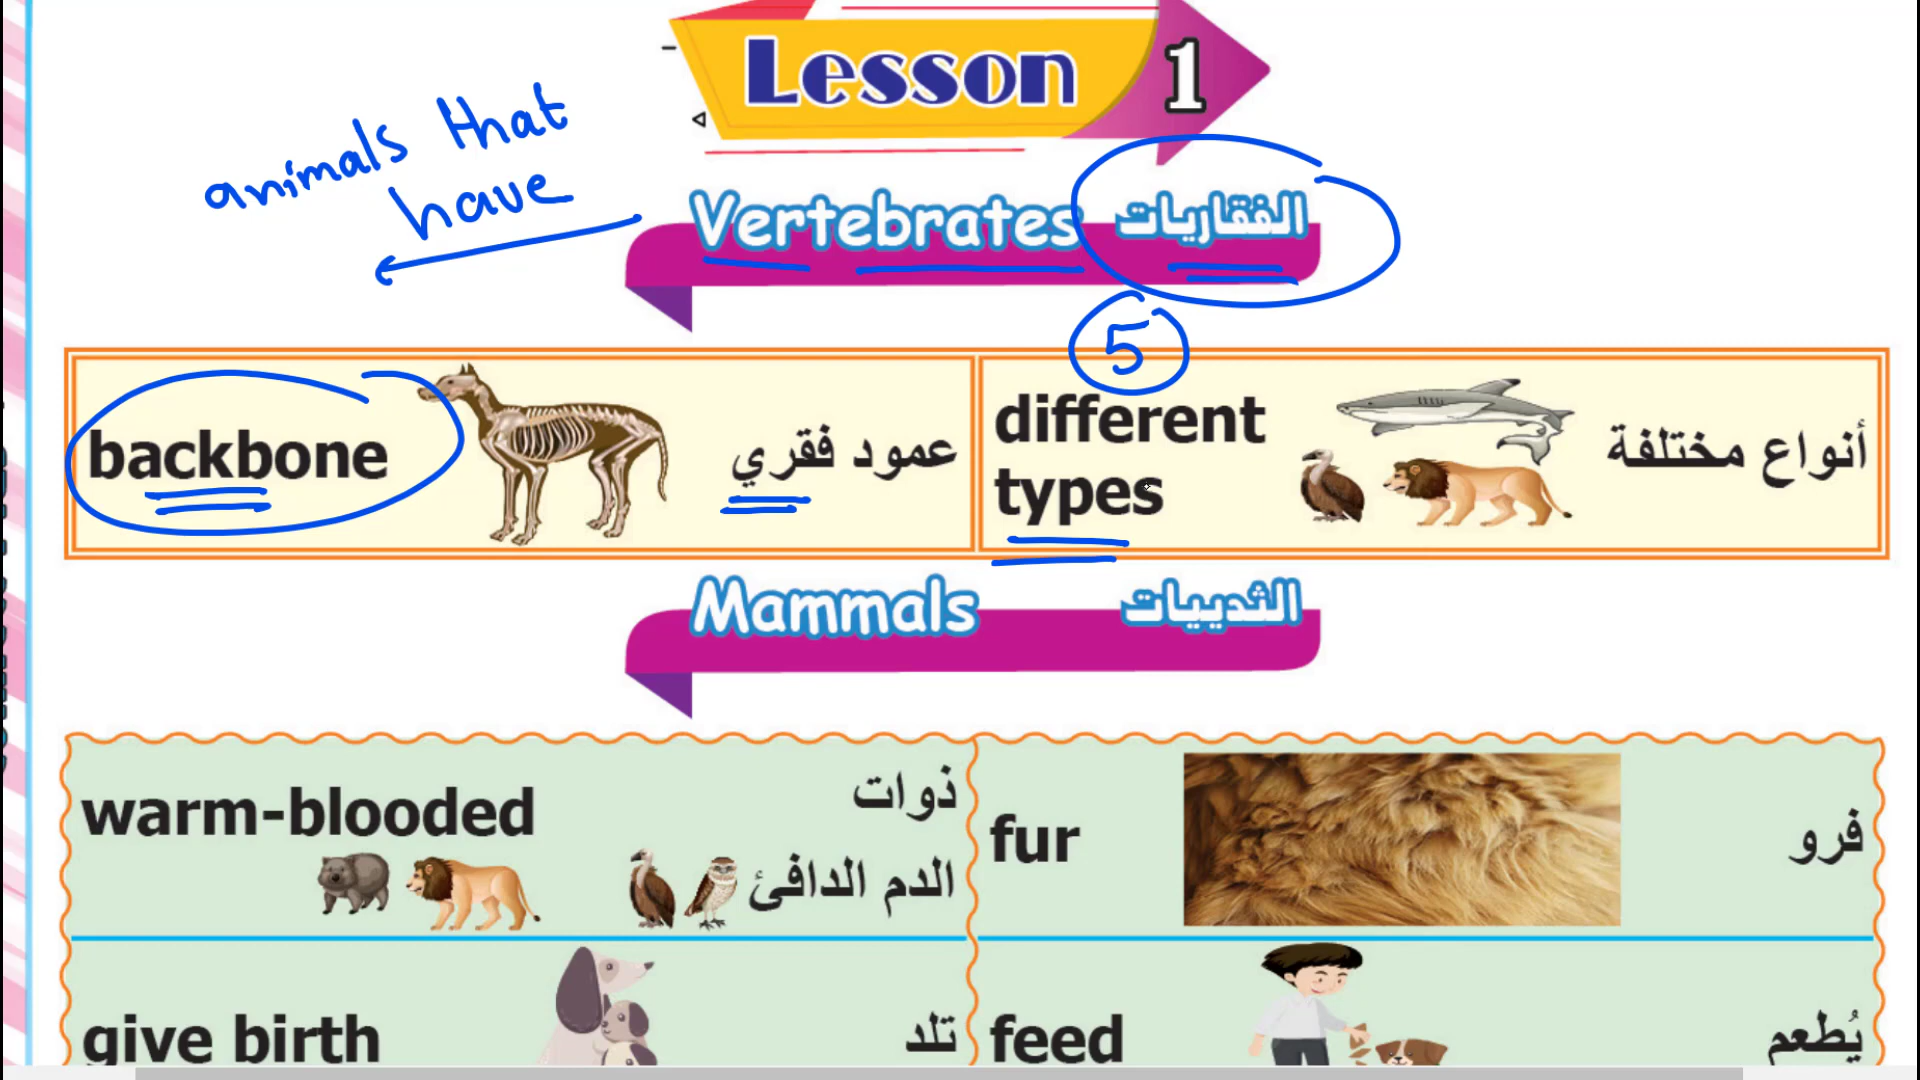 Lesson 1
animals that
have
Vertebrates الفقاريات
5
backbone عمود فقري
different
types
أنواع مختلفة
Mammals الثدييات
warm-blooded ذوات
الدم الدافئ
fur فرو
give birth تلد
feed يُطعم